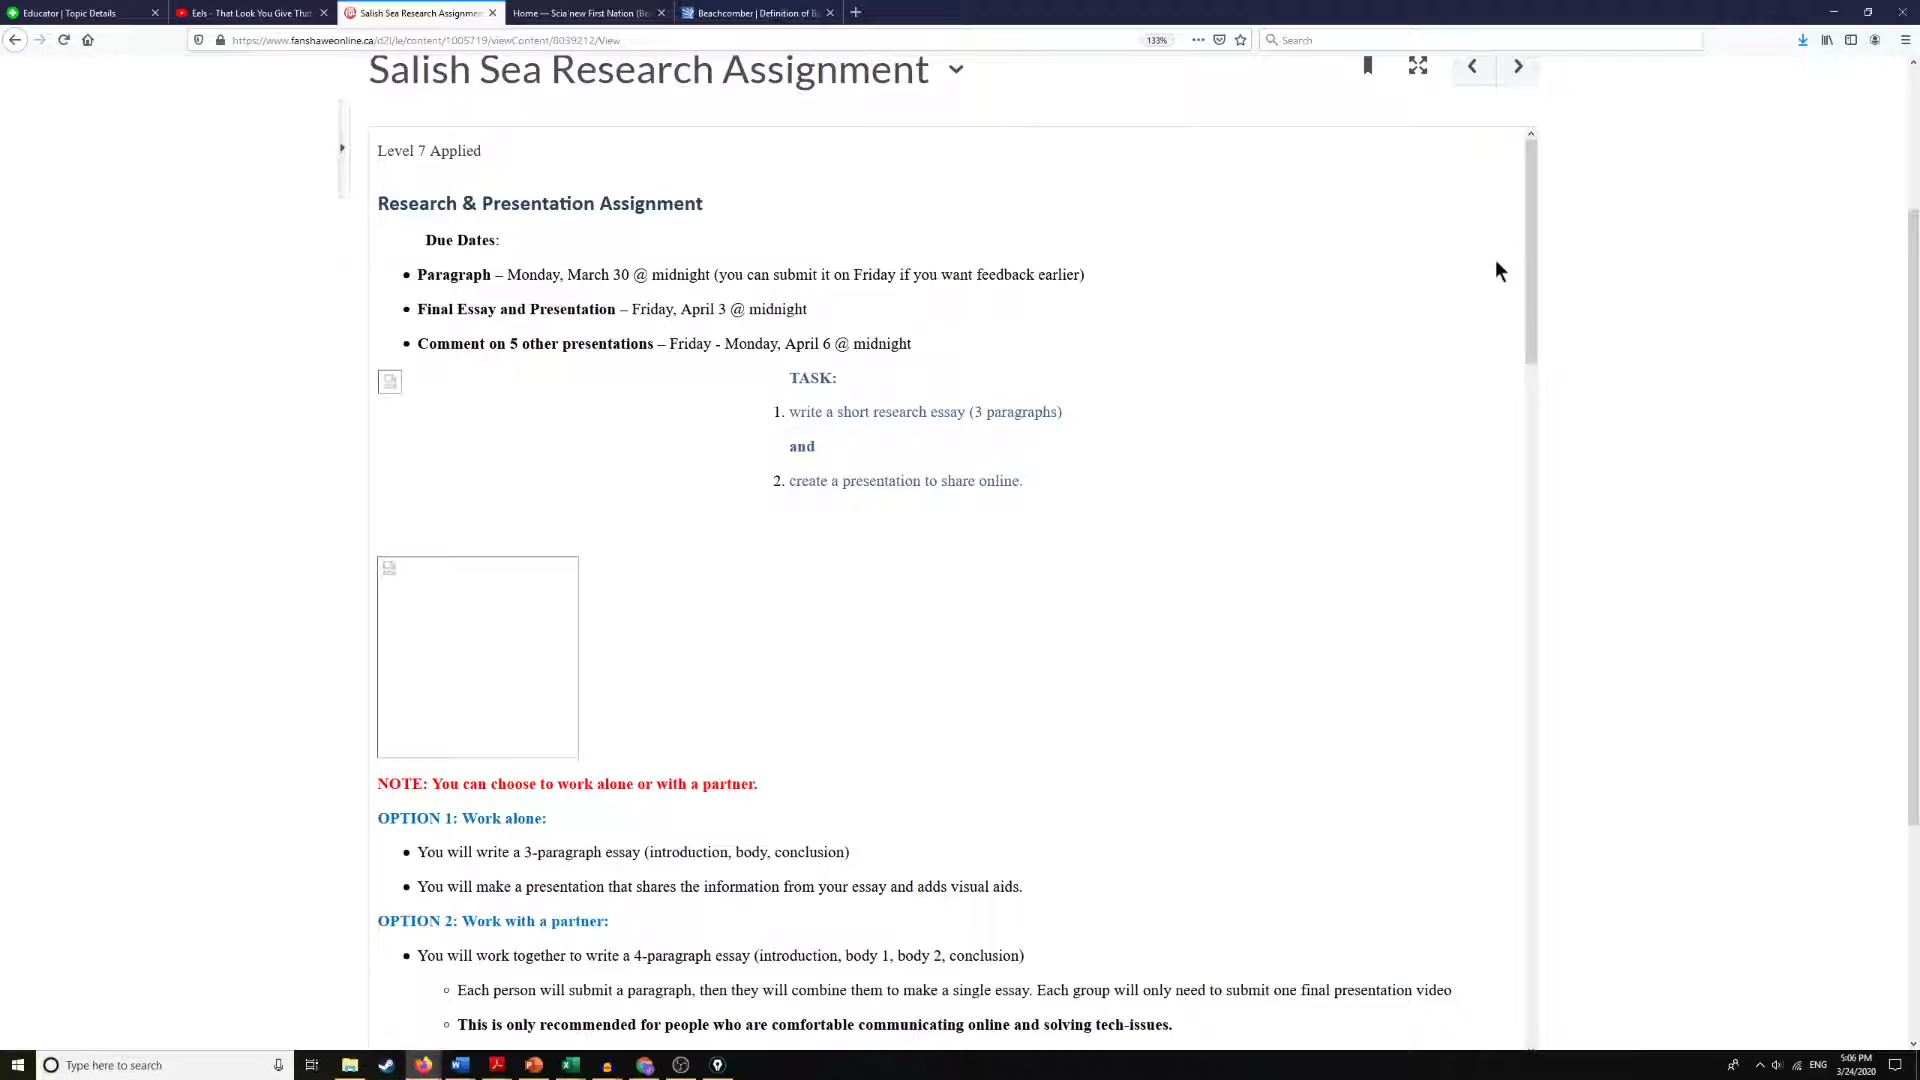 Educator | Topic Details
Eels - That Look You Give That
Salish Sea Research Assignmen
Home — Scia'new First Nation (Be
Beachcomber | Definition of B
https://www.fanshaweonline.ca/d2l/le/content/1005719/viewContent/8039212/View
133%
Search
Salish Sea Research Assignment
Level 7 Applied
Research & Presentation Assignment
Due Dates:
Paragraph – Monday, March 30 @ midnight (you can submit it on Friday if you want feedback earlier)
Final Essay and Presentation – Friday, April 3 @ midnight
Comment on 5 other presentations – Friday - Monday, April 6 @ midnight
TASK:
1. write a short research essay (3 paragraphs)
and
2. create a presentation to share online.
NOTE: You can choose to work alone or with a partner.
OPTION 1: Work alone:
You will write a 3-paragraph essay (introduction, body, conclusion)
You will make a presentation that shares the information from your essay and adds visual aids.
OPTION 2: Work with a partner:
You will work together to write a 4-paragraph essay (introduction, body 1, body 2, conclusion)
Each person will submit a paragraph, then they will combine them to make a single essay. Each group will only need to submit one final presentation video
This is only recommended for people who are comfortable communicating online and solving tech-issues.
Type here to search
ENG
5:06 PM
3/24/2020